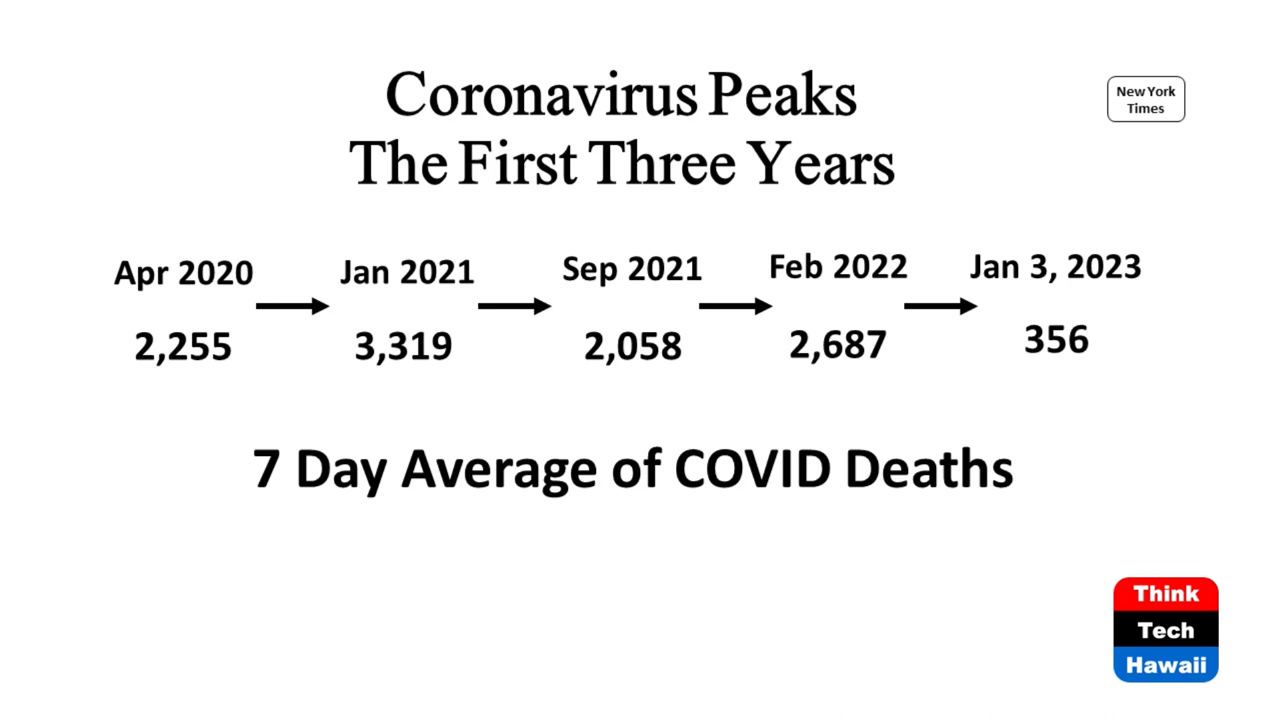 Coronavirus Peaks
The First Three Years
New York
Times
Apr 2020 Jan 2021 Sep 2021 Feb 2022 Jan 3, 2023
2,255 3,319 2,058 2,687 356
7 Day Average of COVID Deaths
Think
Tech
Hawaii